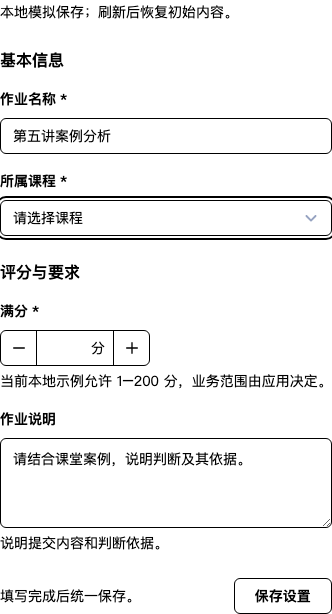 本地模拟保存；刷新后恢复初始内容。
基本信息
作业名称 *
第五讲案例分析
所属课程 *
请选择课程
评分与要求
满分 *
— 分 +
当前本地示例允许 1—200 分，业务范围由应用决定。
作业说明
请结合课堂案例，说明判断及其依据。
说明提交内容和判断依据。
填写完成后统一保存。 保存设置